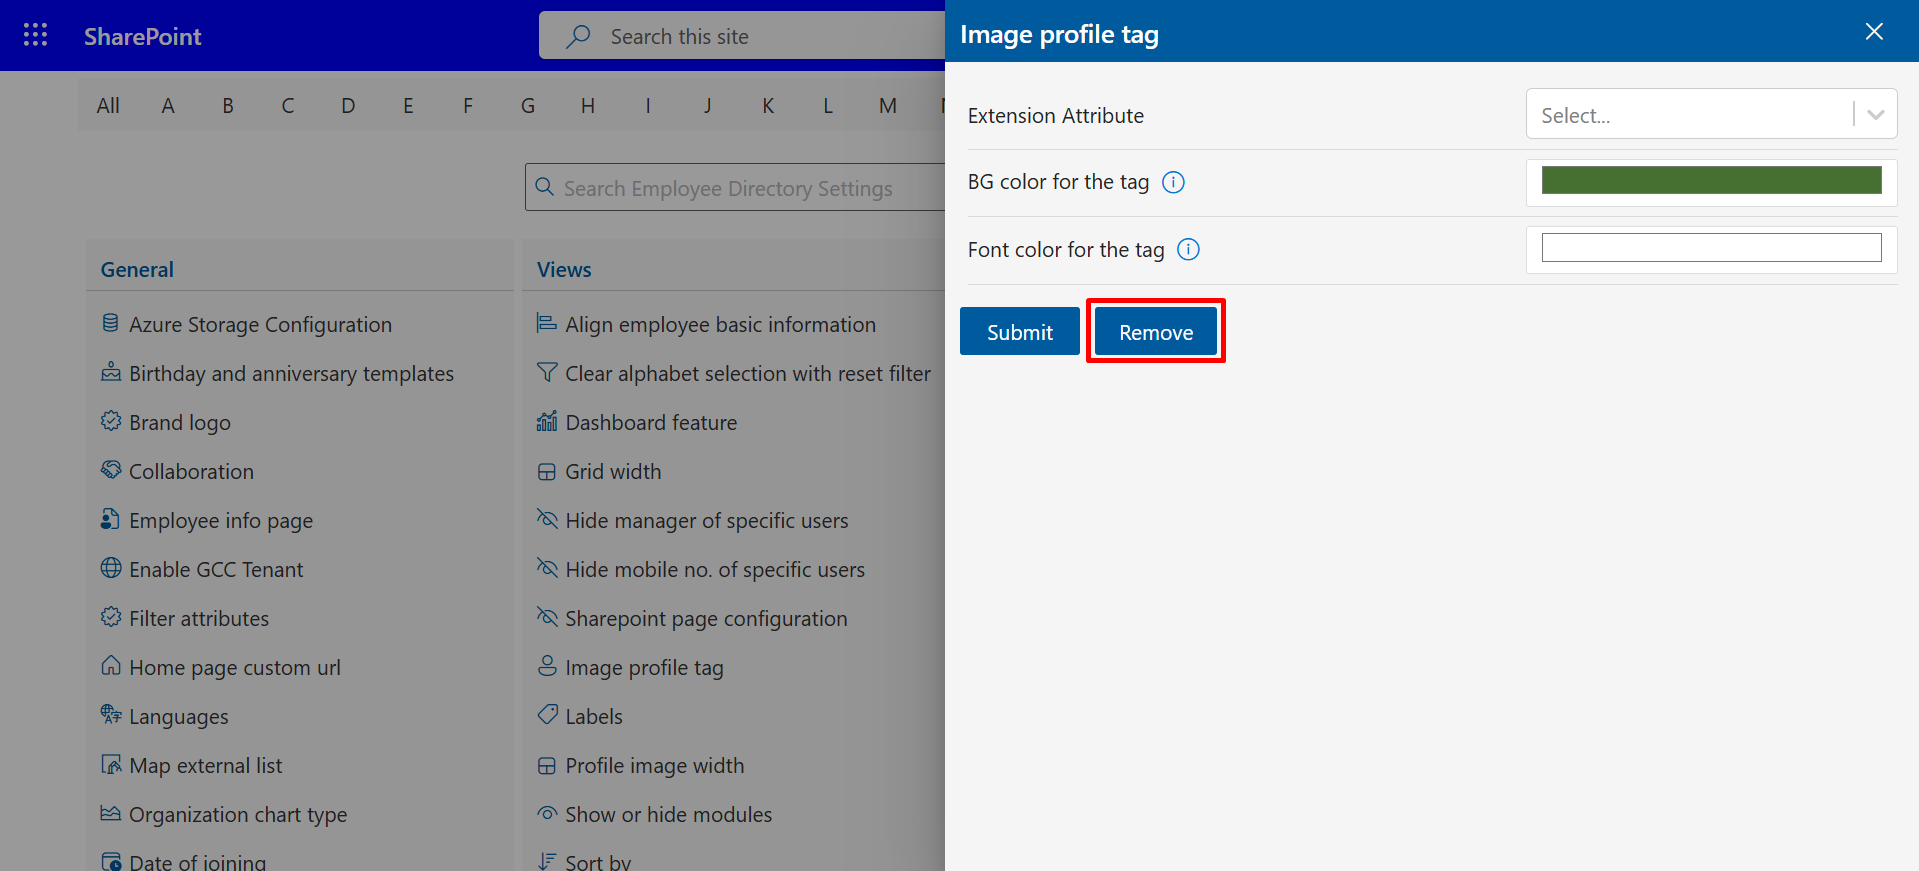 SharePoint
Search this site
All A B C D E F G H I J K L M
Search Employee Directory Settings
General
Azure Storage Configuration
Birthday and anniversary templates
Brand logo
Collaboration
Employee info page
Enable GCC Tenant
Filter attributes
Home page custom url
Languages
Map external list
Organization chart type
Date of joining
Views
Align employee basic information
Clear alphabet selection with reset filter
Dashboard feature
Grid width
Hide manager of specific users
Hide mobile no. of specific users
Sharepoint page configuration
Image profile tag
Labels
Profile image width
Show or hide modules
Sort by
Image profile tag
Extension Attribute
Select...
BG color for the tag
Font color for the tag
Submit Remove